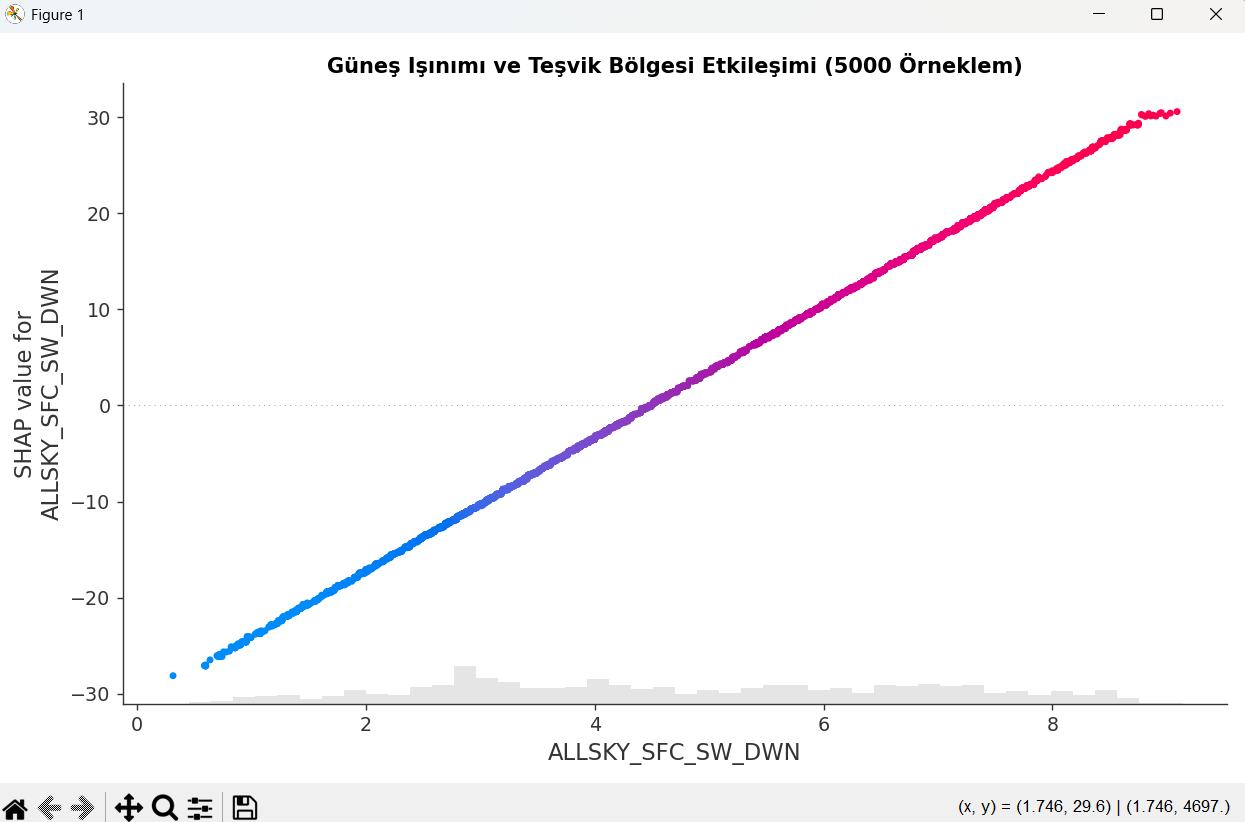 Figure 1
Güneş Işınımı ve Teşvik Bölgesi Etkileşimi (5000 Örneklem)
30
20
10
0
−10
−20
−30
SHAP value for
ALLSKY_SFC_SW_DWN
0
2
4
6
8
ALLSKY_SFC_SW_DWN
(x, y) = (1.746, 29.6) | (1.746, 4697.)